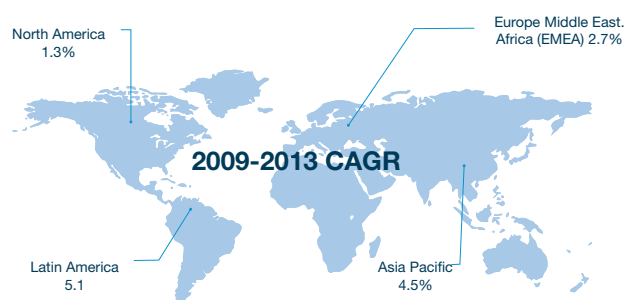 North America
1.3%
Europe Middle East.
Africa (EMEA) 2.7%
2009-2013 CAGR
Latin America
5.1
Asia Pacific
4.5%